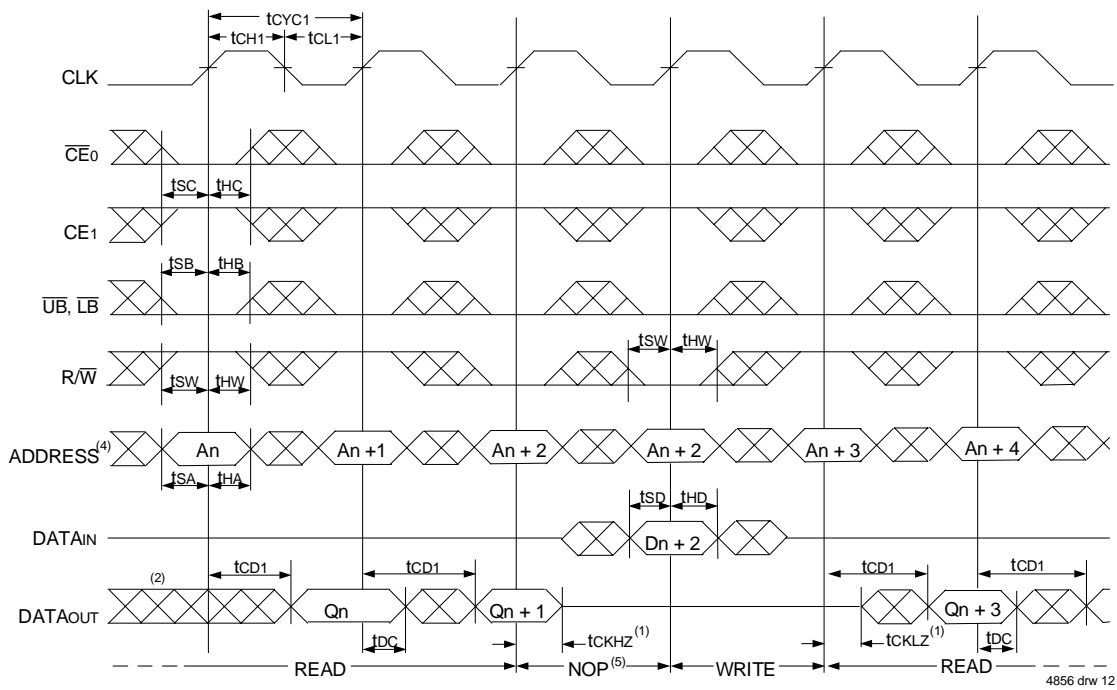 tCYC1
tCH1 tCL1
CLK
CE0
tSC tHC
CE1
tSB tHB
UB, LB
tSW tHW
R/W
tSW tHW
ADDRESS(4) An An +1 An + 2 An + 2 An + 3 An + 4
tSA tHA
tSD tHD
DATAIN Dn + 2
(2) tCD1 tCD1 tCD1 tCD1
DATAOUT Qn Qn + 1 Qn + 3
tDC tCKHZ(1) tCKLZ(1) tDC
READ NOP(5) WRITE READ
4856 drw 12